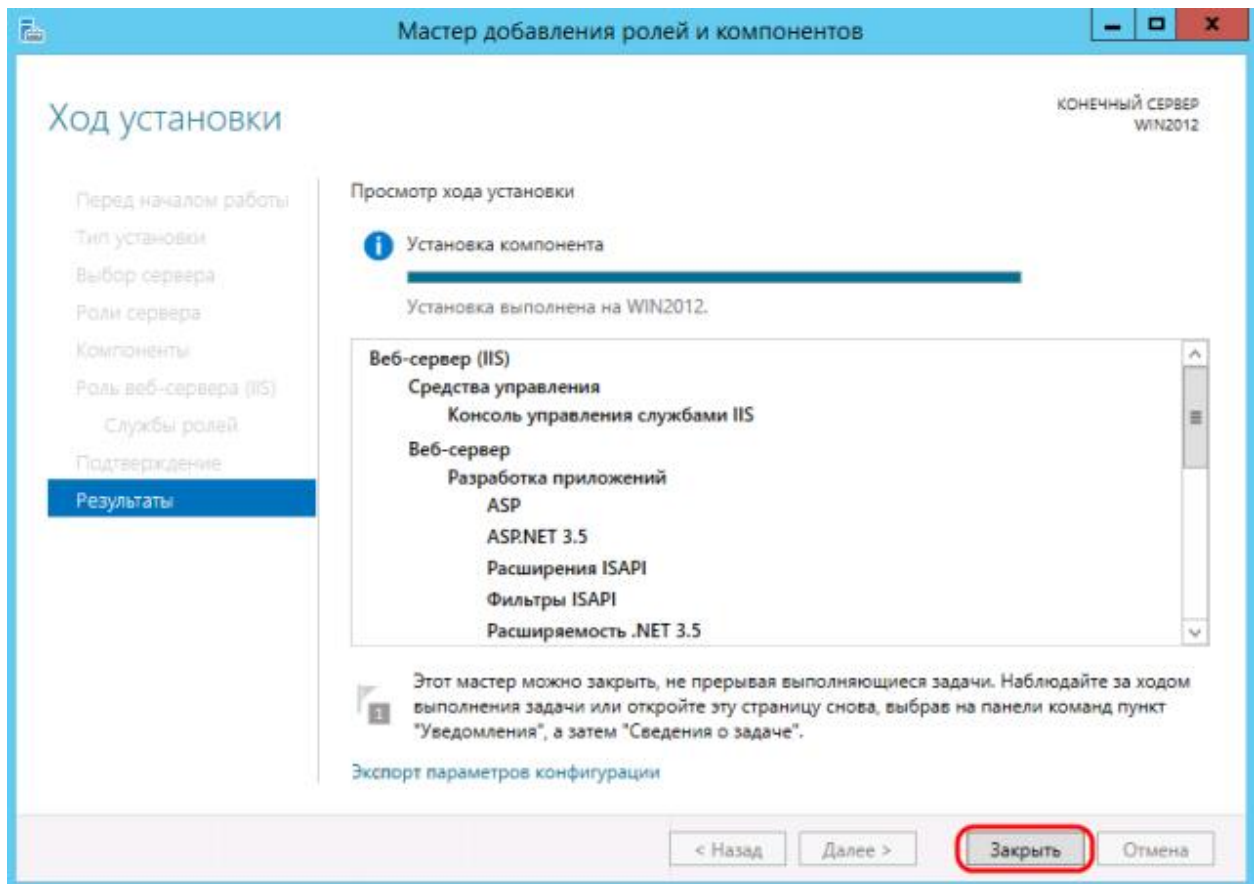 Мастер добавления ролей и компонентов
Ход установки
КОНЕЧНЫЙ СЕРВЕР
WIN2012
Перед началом работы
Тип установки
Выбор сервера
Роли сервера
Компоненты
Роль веб-сервера (IIS)
Службы ролей
Подтверждение
Результаты
Просмотр хода установки
Установка компонента
Установка выполнена на WIN2012.
Веб-сервер (IIS)
Средства управления
Консоль управления службами IIS
Веб-сервер
Разработка приложений
ASP
ASP.NET 3.5
Расширения ISAPI
Фильтры ISAPI
Расширяемость .NET 3.5
1
Этот мастер можно закрыть, не прерывая выполняющиеся задачи. Наблюдайте за ходом
выполнения задачи или откройте эту страницу снова, выбрав на панели команд пункт
"Уведомления", а затем "Сведения о задаче".
Экспорт параметров конфигурации
< Назад
Далее >
Закрыть
Отмена